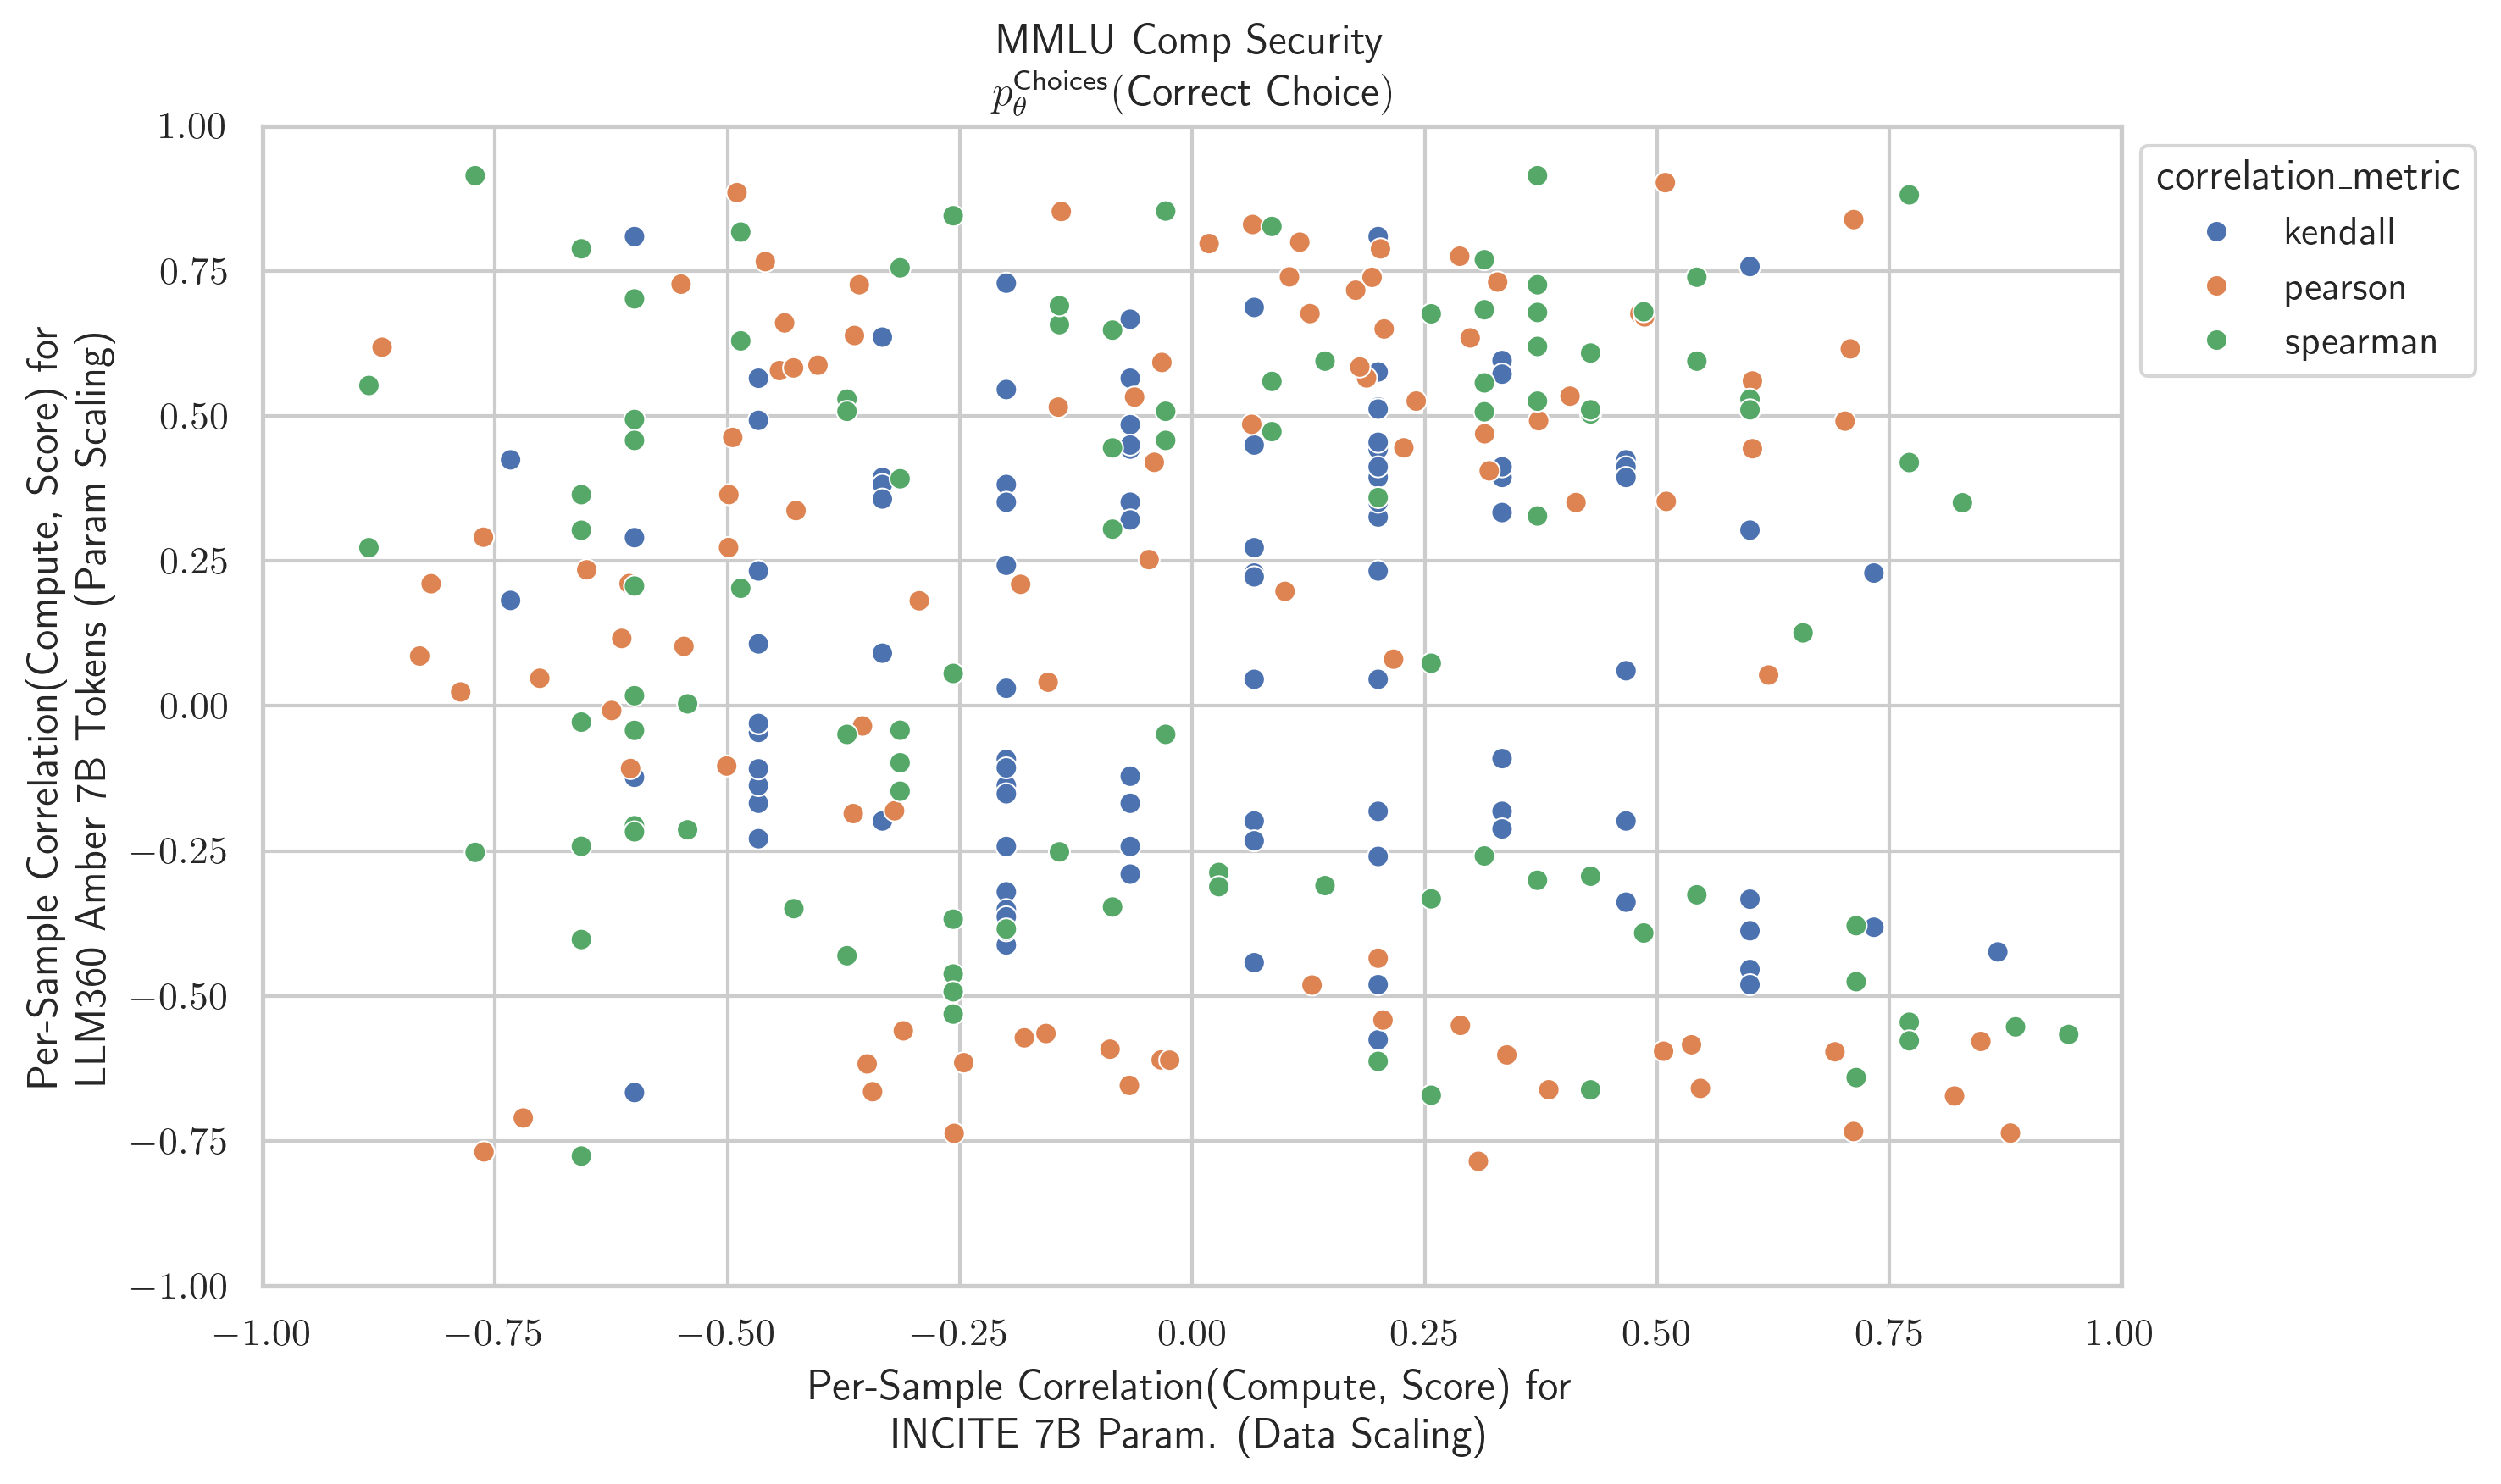 MMLU Comp Security
p_θ^Choices(Correct Choice)
1.00
0.75
0.50
0.25
0.00
−0.25
−0.50
−0.75
−1.00
Per-Sample Correlation(Compute, Score) for
LLM360 Amber 7B Tokens (Param Scaling)
−1.00
−0.75
−0.50
−0.25
0.00
0.25
0.50
0.75
1.00
Per-Sample Correlation(Compute, Score) for
INCITE 7B Param. (Data Scaling)
correlation_metric
kendall
pearson
spearman